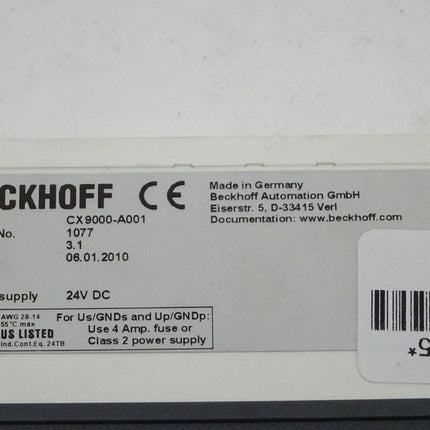 CKHOFF CE
CX9000-A001
No. 1077
3.1
06.01.2010
supply 24V DC
Made in Germany
Beckhoff Automation GmbH
Eiserstr. 5, D-33415 Verl
Documentation: www.beckhoff.com
AWG 28-14
55°C max
US LISTED
Ind.Cont.Eq. 24TB
For Us/GNDs and Up/GNDp:
Use 4 Amp. fuse or
Class 2 power supply
5*